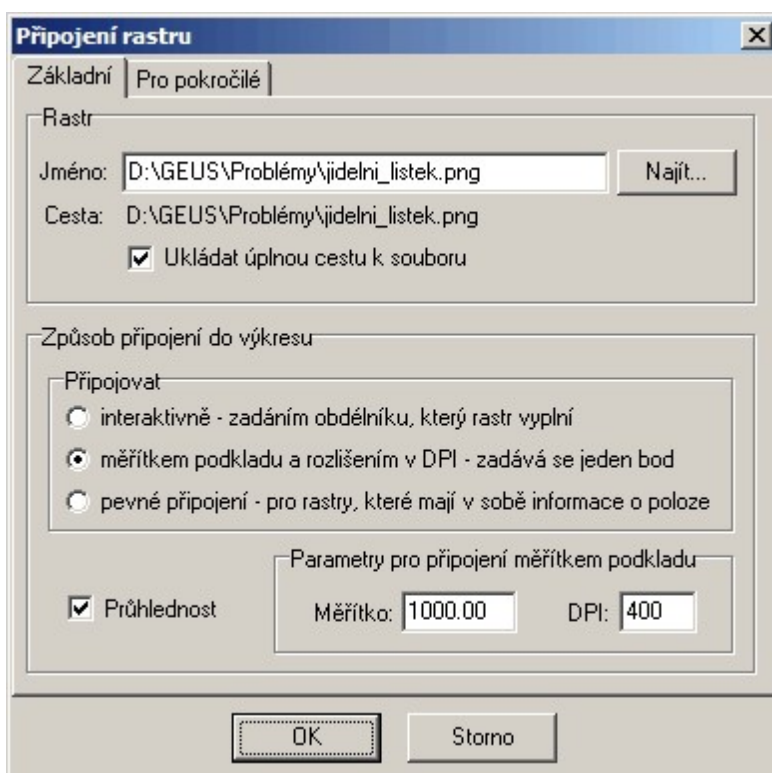 Připojení rastru
Základní Pro pokročilé
Rastr
Jméno: D:\GEUS\Problémy\jidelni_listek.png Najít...
Cesta: D:\GEUS\Problémy\jidelni_listek.png
Ukládat úplnou cestu k souboru
Způsob připojení do výkresu
Připojovat
interaktivně - zadáním obdélníku, který rastr vyplní
měřítkem podkladu a rozlišením v DPI - zadává se jeden bod
pevné připojení - pro rastry, které mají v sobě informace o poloze
Parametry pro připojení měřítkem podkladu
Průhlednost Měřítko: 1000.00 DPI: 400
OK Storno